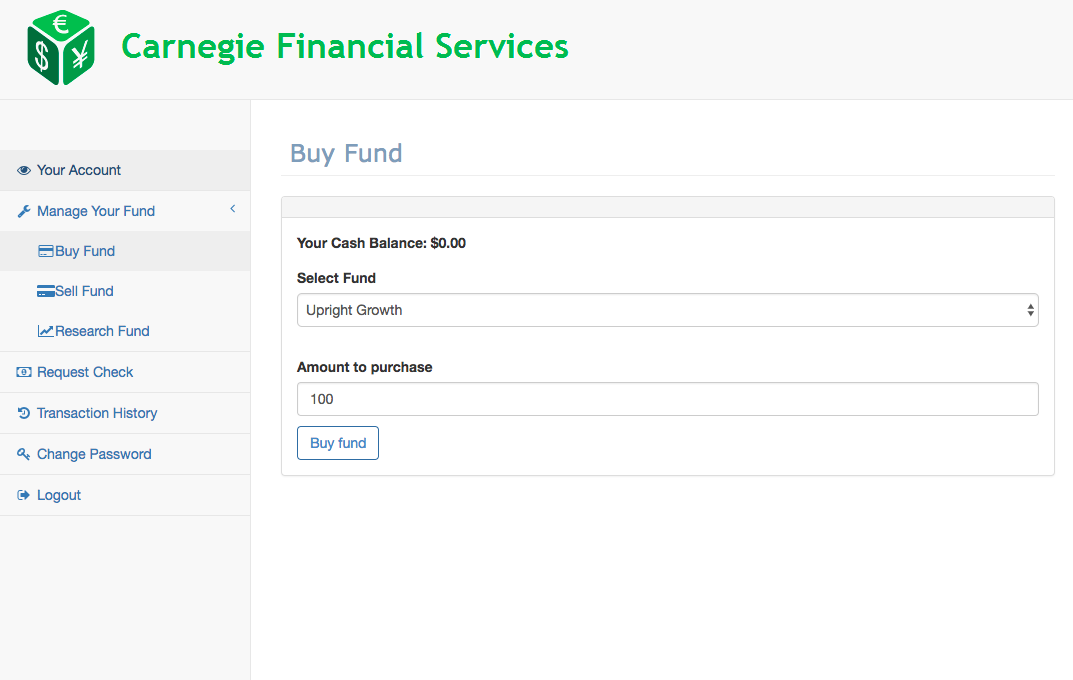 €
$ ¥
Carnegie Financial Services
Your Account
Manage Your Fund
Buy Fund
Sell Fund
Research Fund
Request Check
Transaction History
Change Password
Logout
Buy Fund
Your Cash Balance: $0.00
Select Fund
Upright Growth
Amount to purchase
100
Buy fund